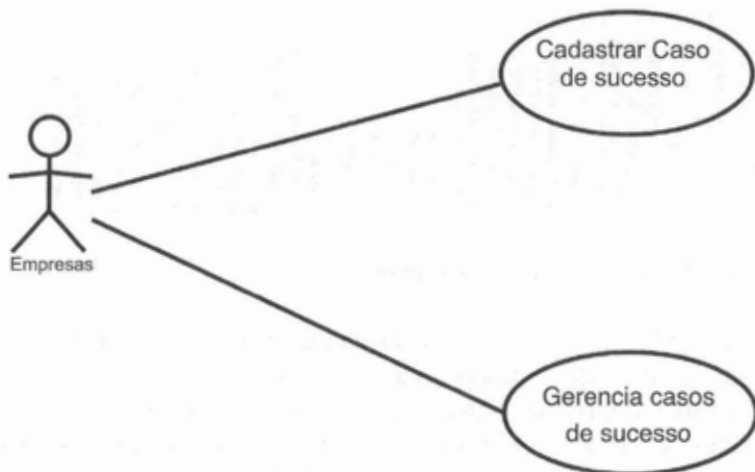 Cadastrar Caso
de sucesso
Empresas
Gerencia casos
de sucesso